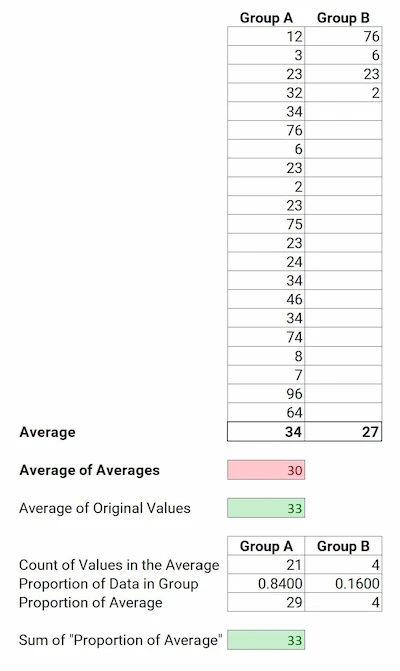 Group A Group B
12 76
3 6
23 23
32 2
34
76
6
23
2
23
75
23
24
34
46
34
74
8
7
96
64
Average 34 27
Average of Averages 30
Average of Original Values 33
Group A Group B
Count of Values in the Average 21 4
Proportion of Data in Group 0.8400 0.1600
Proportion of Average 29 4
Sum of "Proportion of Average" 33